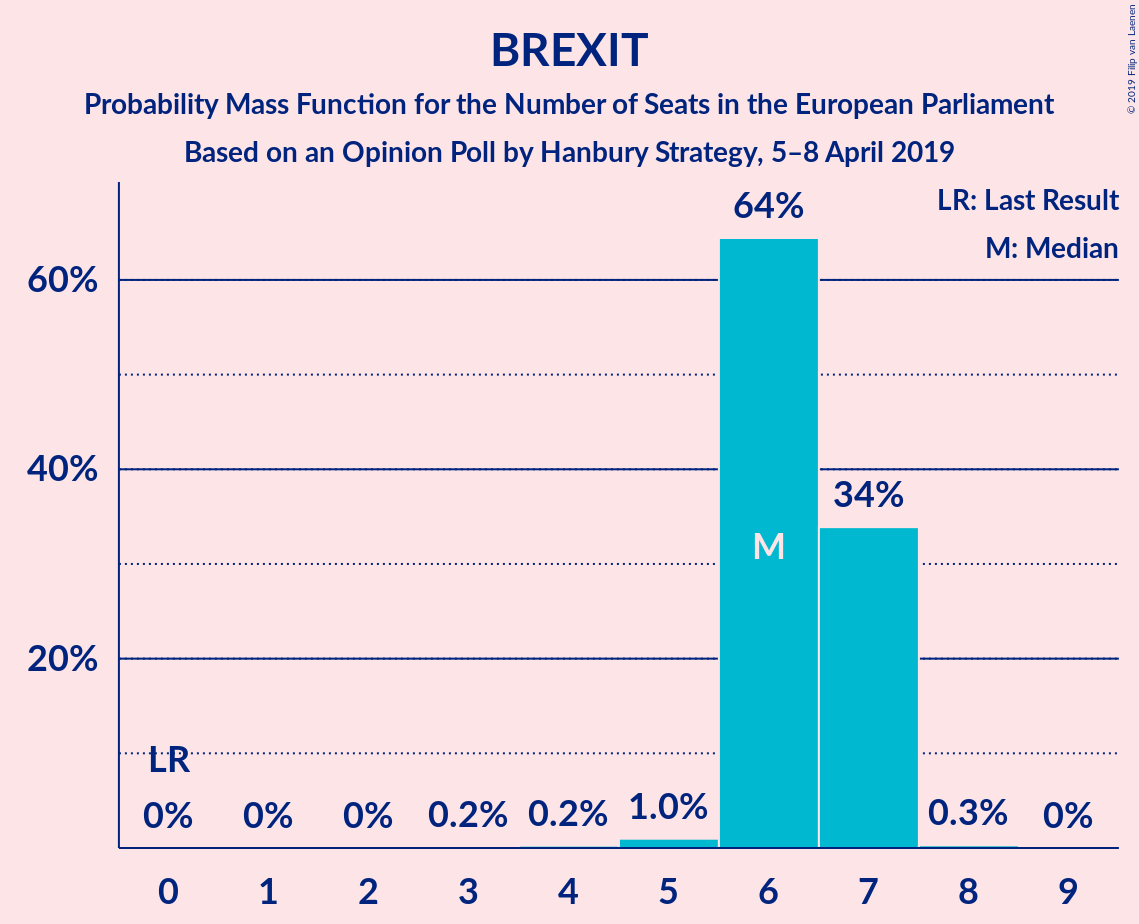 BREXIT
Probability Mass Function for the Number of Seats in the European Parliament
Based on an Opinion Poll by Hanbury Strategy, 5–8 April 2019
© 2019 Filip van Laenen
LR: Last Result
M: Median
60%
40%
20%
64%
34%
M
LR
0%
0%
0%
0.2%
0.2%
1.0%
0.3%
0%
0 1 2 3 4 5 6 7 8 9